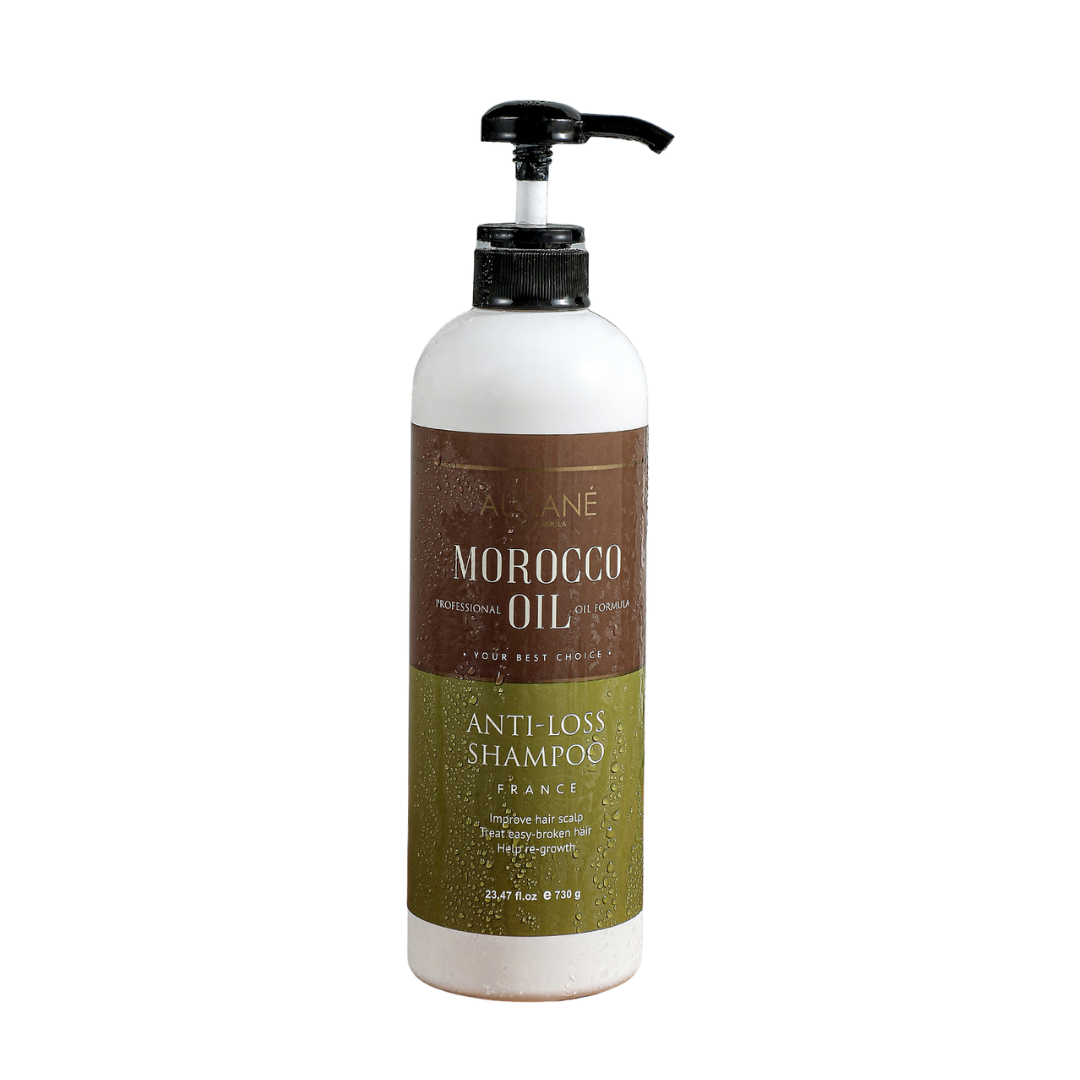 MOROCCO
PROFESSIONAL OIL OIL FORMULA
• YOUR BEST CHOICE •
ANTI-LOSS
SHAMPOO
FRANCE
Improve hair scalp
Treat easy-broken hair
Help re-growth
23,47 fl.oz e 730 g